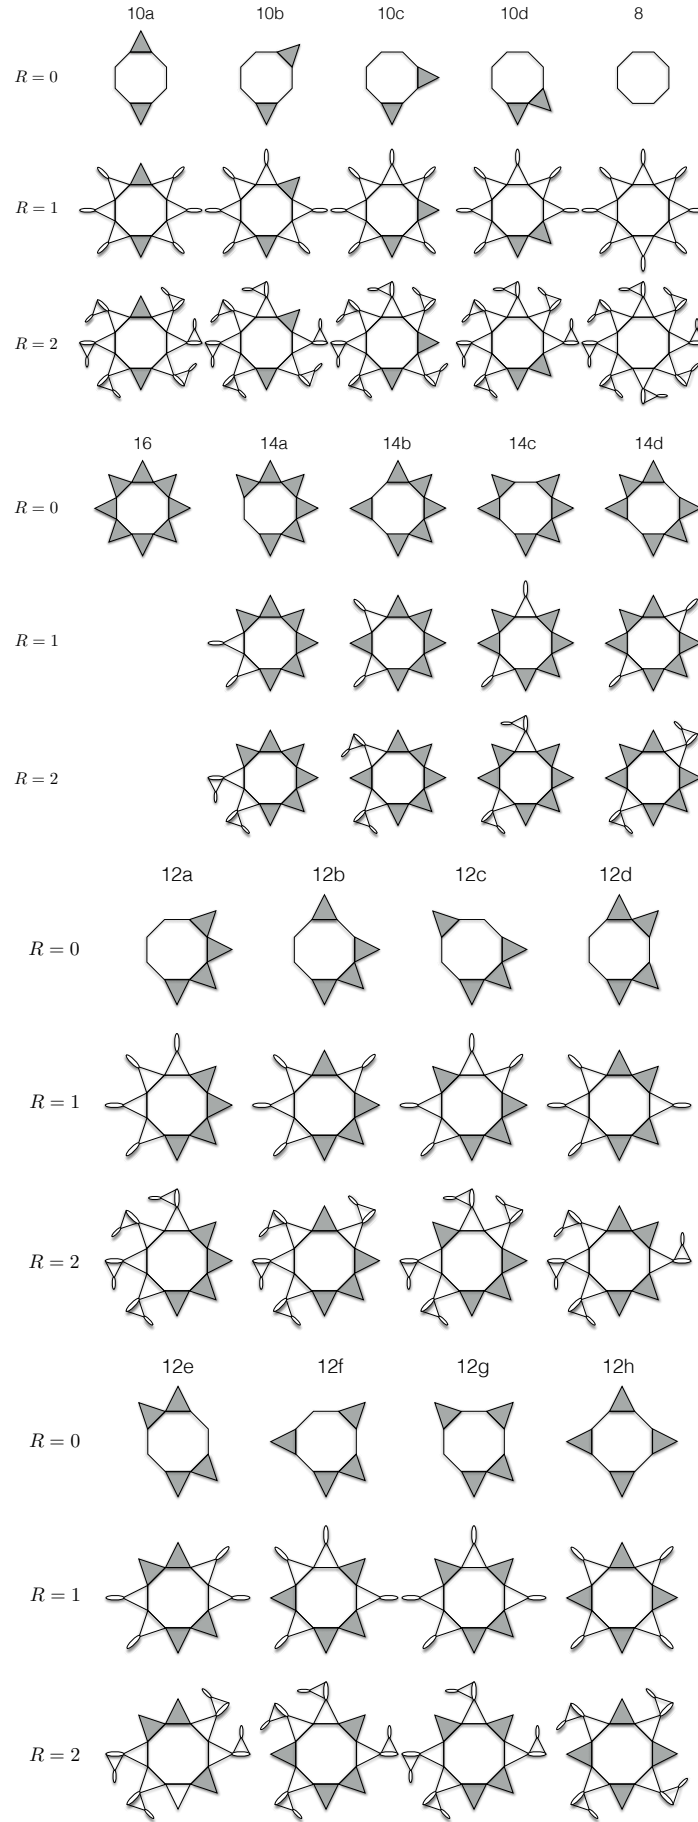 10a 10b 10c 10d 8
R = 0
R = 1
R = 2
16 14a 14b 14c 14d
R = 0
R = 1
R = 2
12a 12b 12c 12d
R = 0
R = 1
R = 2
12e 12f 12g 12h
R = 0
R = 1
R = 2